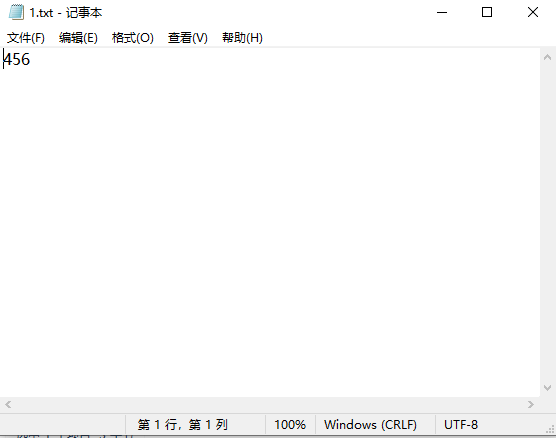 1.txt - 记事本
文件(F) 编辑(E) 格式(O) 查看(V) 帮助(H)
456
第 1 行，第 1 列 100% Windows (CRLF) UTF-8